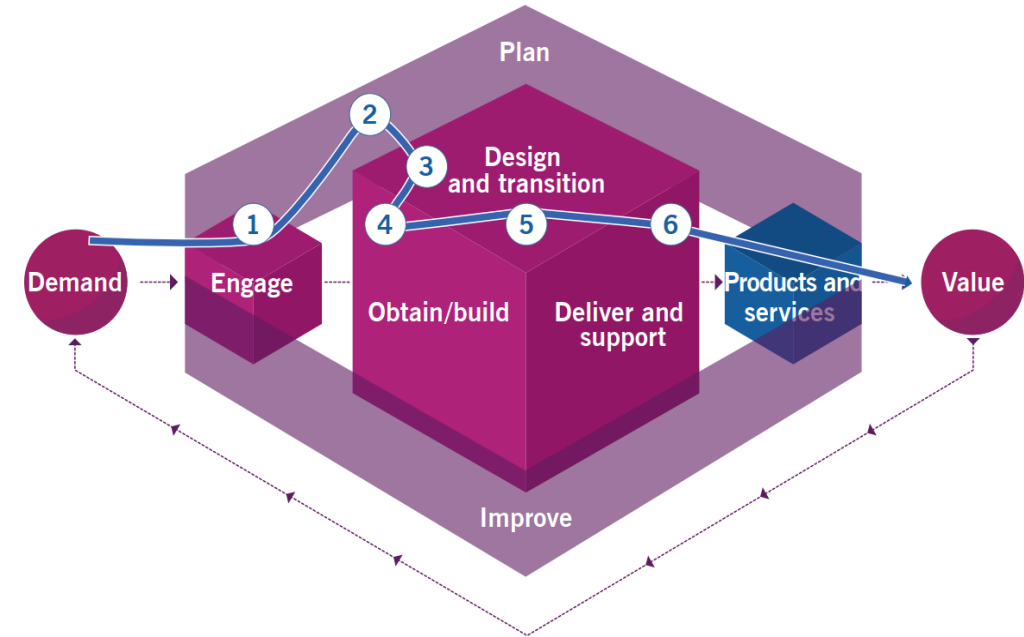 Plan
2
3
Design
and transition
1
4
5
6
Demand
Engage
Products and
services
Value
Obtain/build
Deliver and
support
Improve